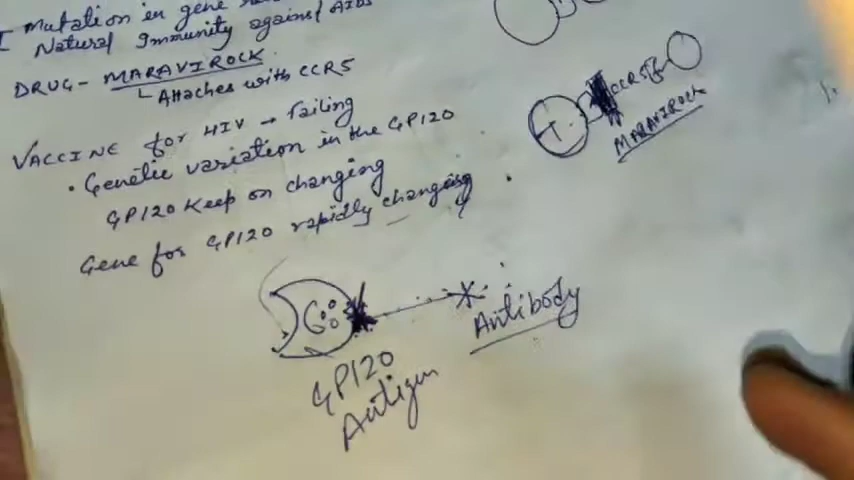 I Mutation in gene
Natural Immunity against AIDS
DRUG - MARAVIROCK
Attaches with CCR5
VACCINE for HIV → Failing
• Genetic variation in the GP120
GP120 Keep on changing
Gene for GP120 rapidly changing
T
CCR5
MARAVIROCK
Antibody
GP120
Antigen